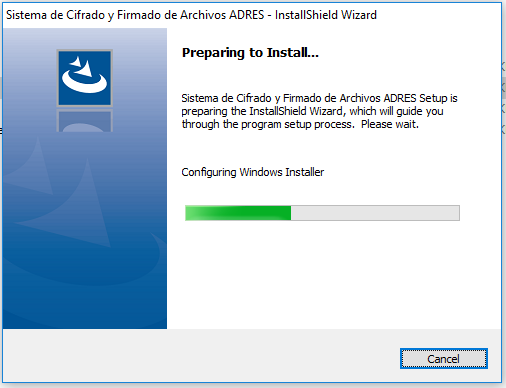 Sistema de Cifrado y Firmado de Archivos ADRES - InstallShield Wizard
Preparing to Install...
Sistema de Cifrado y Firmado de Archivos ADRES Setup is
preparing the InstallShield Wizard, which will guide you
through the program setup process.  Please wait.
Configuring Windows Installer
Cancel